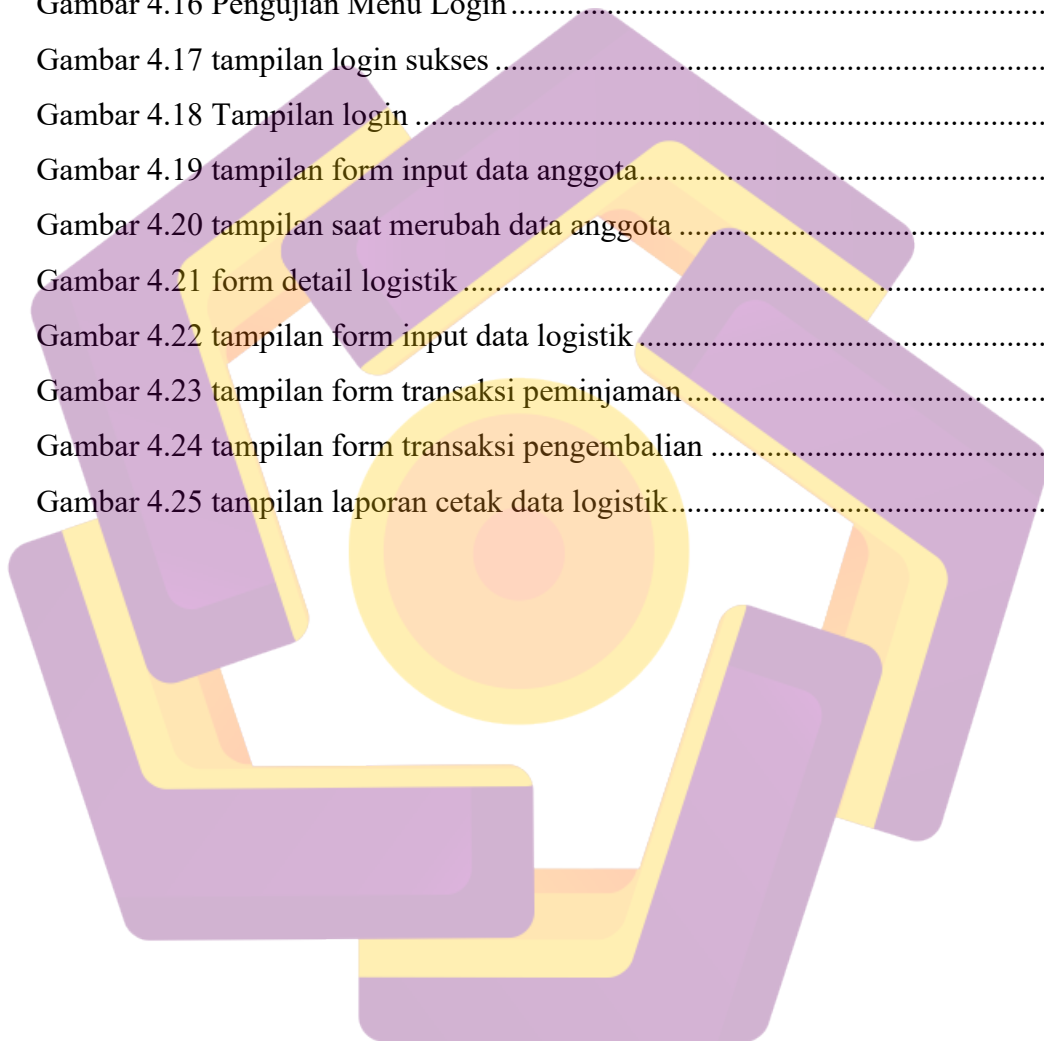 Gambar 4.16 Pengujian Menu Login................................................................
Gambar 4.17 tampilan login sukses ................................................................
Gambar 4.18 Tampilan login ................................................................
Gambar 4.19 tampilan form input data anggota................................................................
Gambar 4.20 tampilan saat merubah data anggota ................................................................
Gambar 4.21 form detail logistik ................................................................
Gambar 4.22 tampilan form input data logistik ................................................................
Gambar 4.23 tampilan form transaksi peminjaman ................................................................
Gambar 4.24 tampilan form transaksi pengembalian ................................................................
Gambar 4.25 tampilan laporan cetak data logistik................................................................